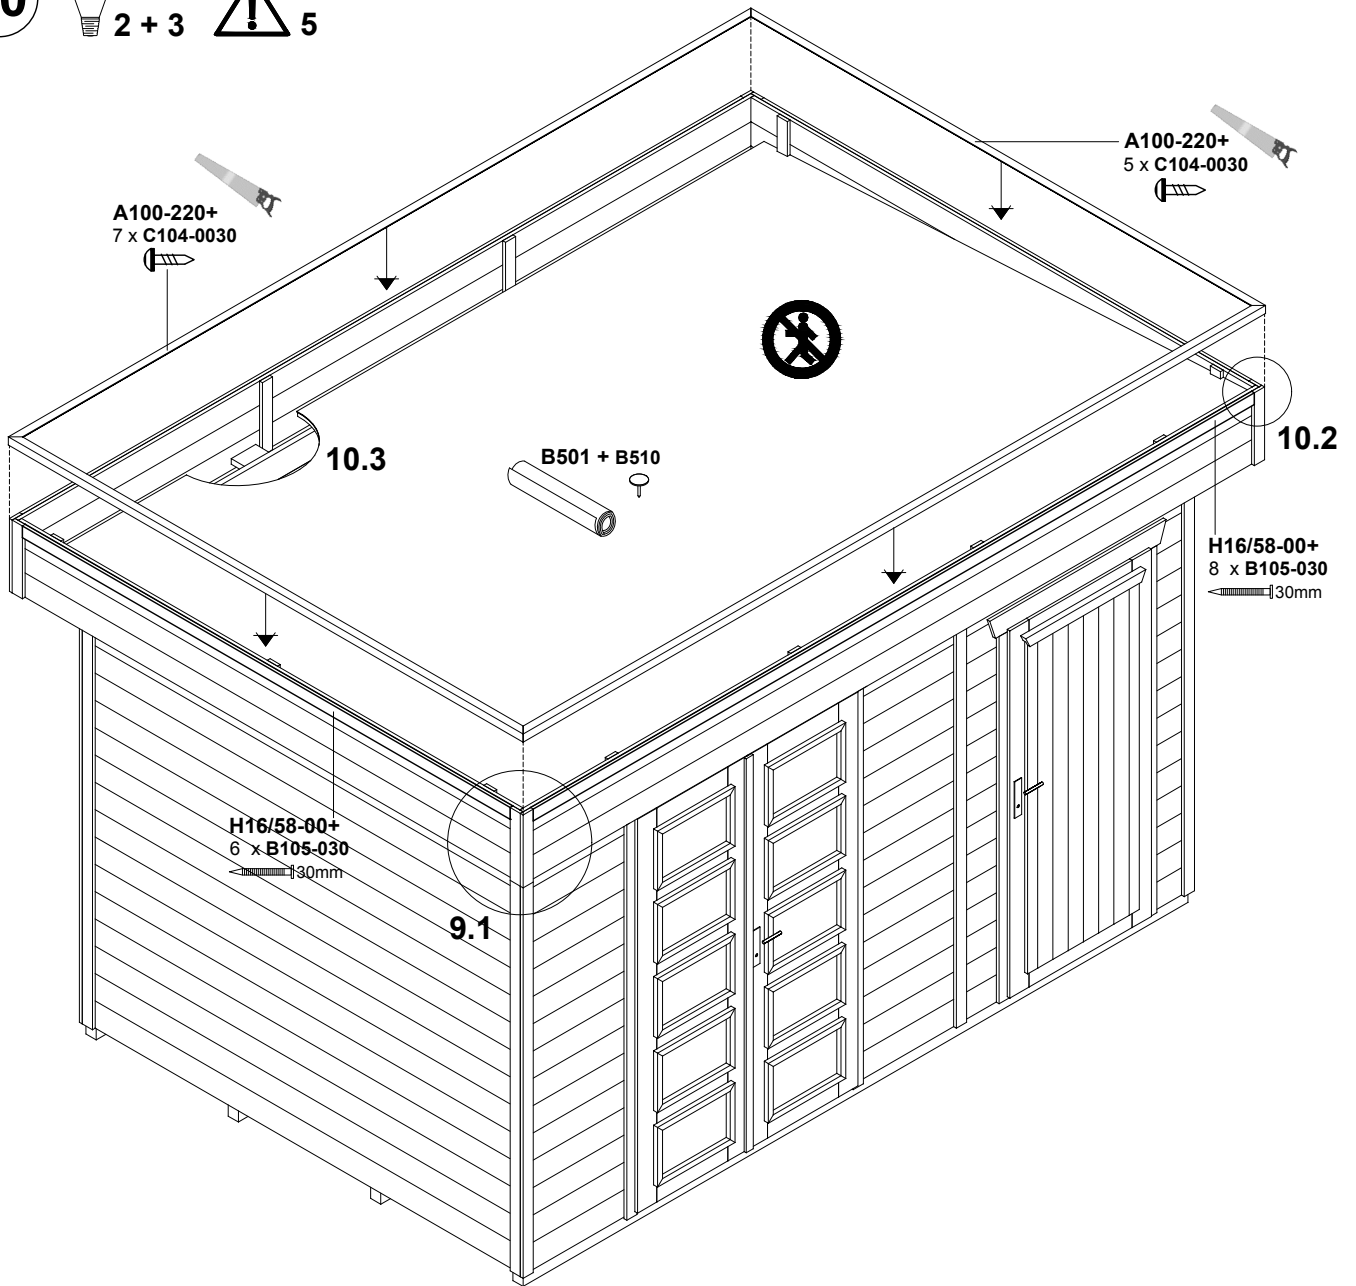 0
2 + 3
5
A100-220+
5 x C104-0030
A100-220+
7 x C104-0030
10.3
B501 + B510
10.2
H16/58-00+
8 x B105-030
30mm
H16/58-00+
6 x B105-030
30mm
9.1